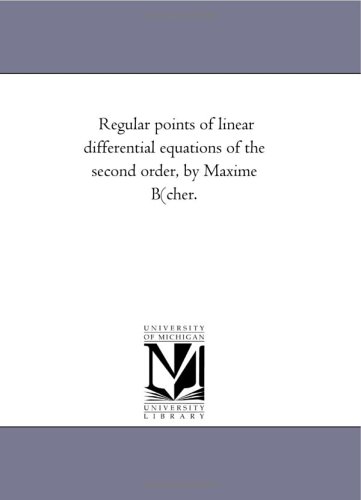 Regular points of linear
differential equations of the
second order, by Maxime
B(cher.
UNIVERSITY
OF MICHIGAN
UNIVERSITY
LIBRARY